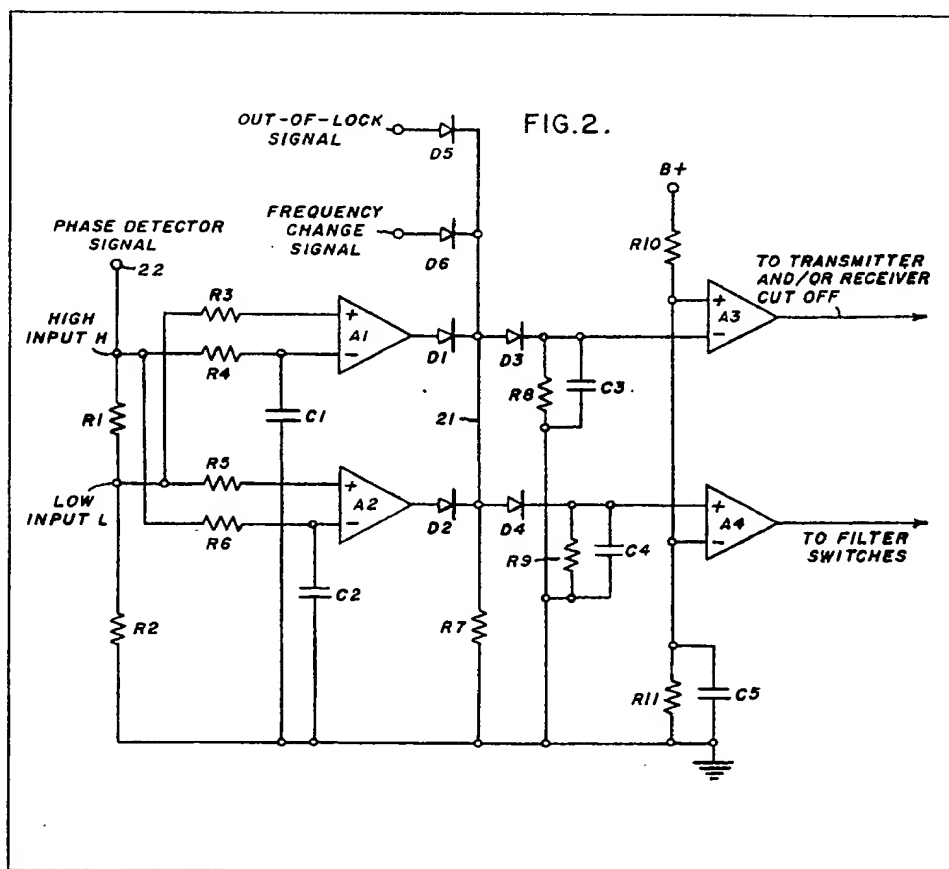 FIG.2.
OUT-OF-LOCK
SIGNAL
D5
B+
PHASE DETECTOR
SIGNAL
22
FREQUENCY
CHANGE
SIGNAL
D6
R10
TO TRANSMITTER
AND/OR RECEIVER
CUT OFF
R3
HIGH
INPUT H
+
A1
-
D1
D3
+
A3
-
R4
R1
C1
21
R8
C3
R5
LOW
INPUT L
+
A2
-
D2
D4
+
A4
-
R6
R9
C4
TO FILTER
SWITCHES
C2
R2
R7
R11
C5